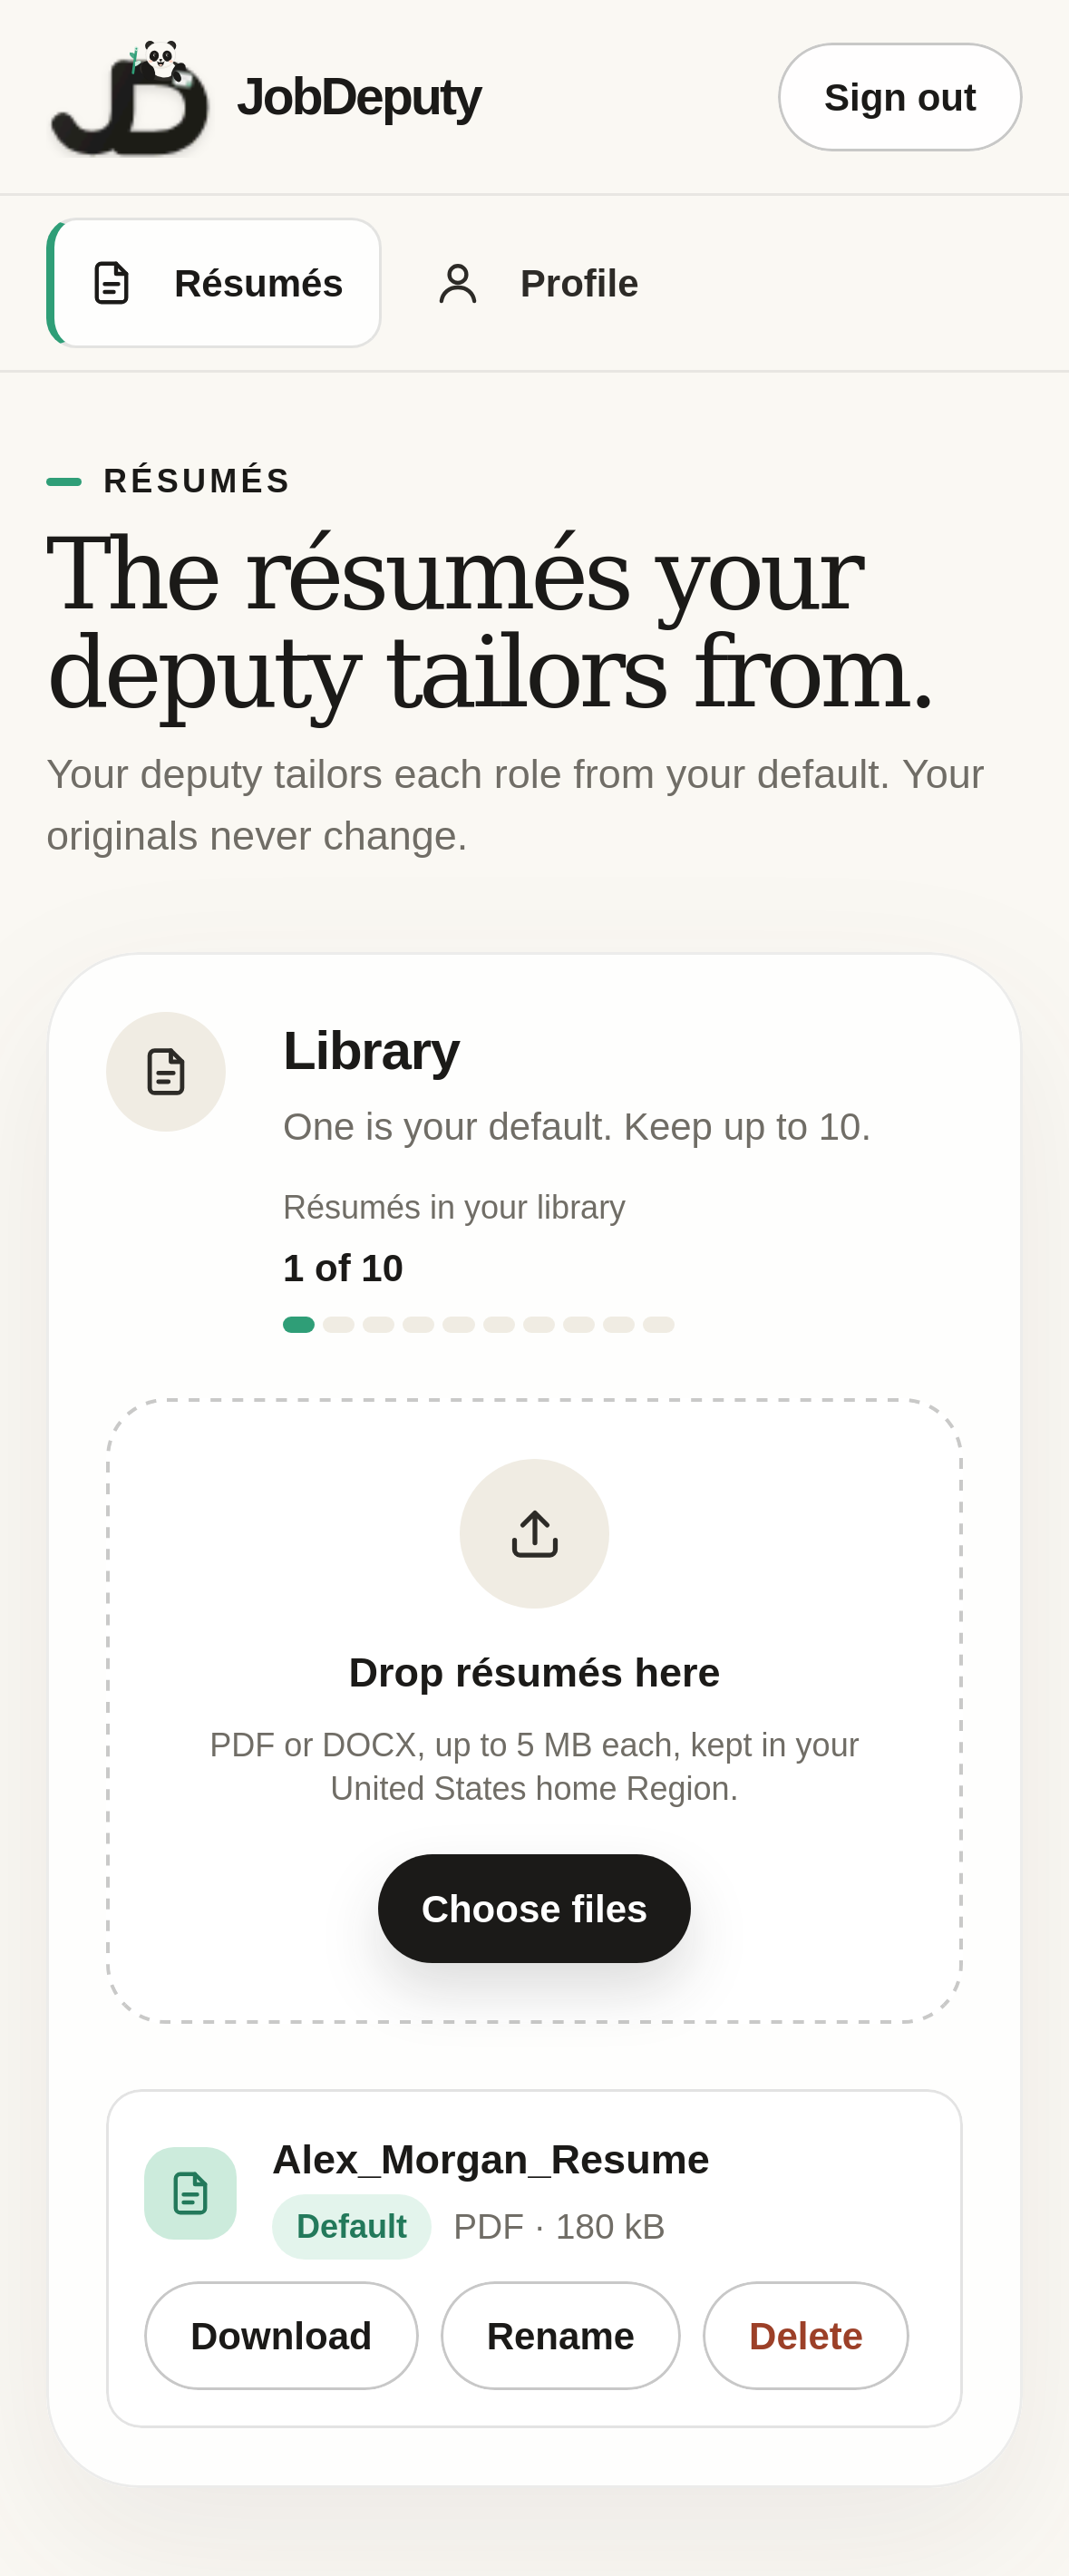 JD JobDeputy
Sign out
Résumés
Profile
RÉSUMÉS
The résumés your
deputy tailors from.
Your deputy tailors each role from your default. Your
originals never change.
Library
One is your default. Keep up to 10.
Résumés in your library
1 of 10
Drop résumés here
PDF or DOCX, up to 5 MB each, kept in your
United States home Region.
Choose files
Alex_Morgan_Resume
Default PDF · 180 kB
Download
Rename
Delete